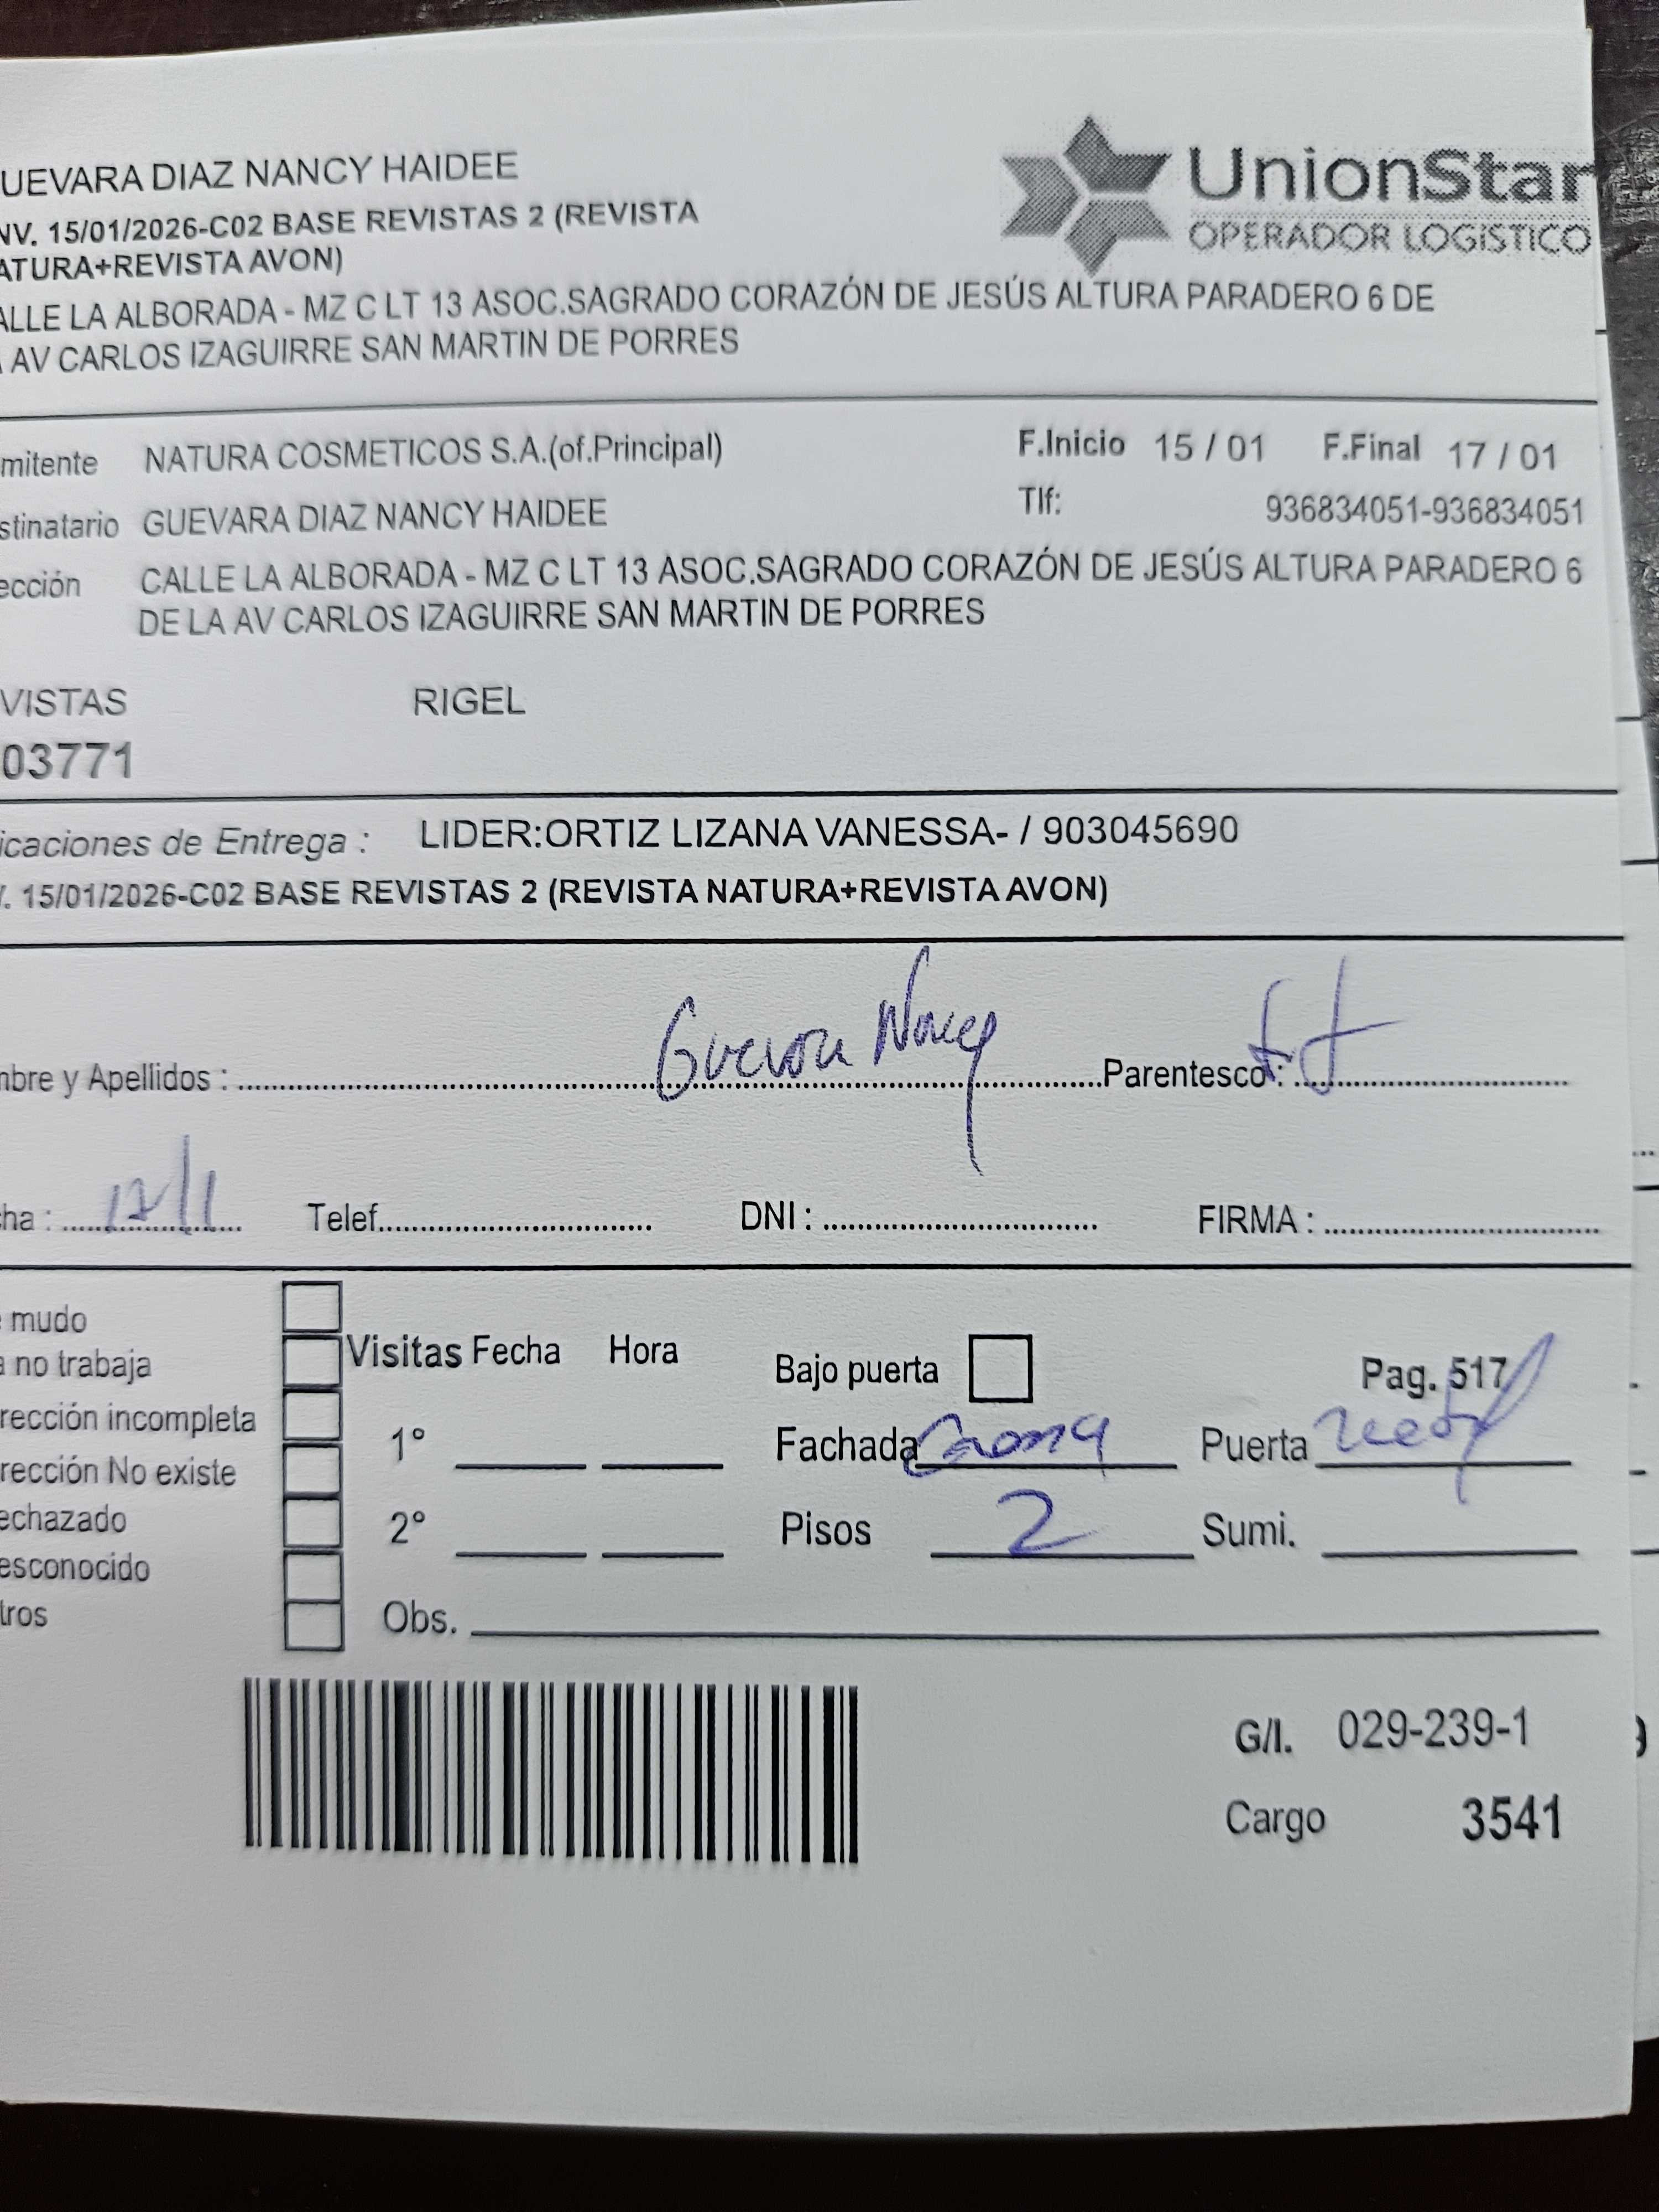 UEVARA DIAZ NANCY HAIDEE
UnionStar
OPERADOR LOGÍSTICO
NV. 15/01/2026-C02 BASE REVISTAS 2 (REVISTA
ATURA+REVISTA AVON)
ALLE LA ALBORADA - MZ C LT 13 ASOC.SAGRADO CORAZÓN DE JESÚS ALTURA PARADERO 6 DE
AV CARLOS IZAGUIRRE SAN MARTIN DE PORRES
mitente NATURA COSMETICOS S.A.(of.Principal) F.Inicio 15 / 01 F.Final 17 / 01
stinatario GUEVARA DIAZ NANCY HAIDEE Tlf: 936834051-936834051
ección CALLE LA ALBORADA - MZ C LT 13 ASOC.SAGRADO CORAZÓN DE JESÚS ALTURA PARADERO 6
DE LA AV CARLOS IZAGUIRRE SAN MARTIN DE PORRES
VISTAS RIGEL
03771
icaciones de Entrega : LIDER:ORTIZ LIZANA VANESSA- / 903045690
. 15/01/2026-C02 BASE REVISTAS 2 (REVISTA NATURA+REVISTA AVON)
mbre y Apellidos : Guevara Nancy Parentesco :
ha : Telef. DNI : FIRMA :
mudo
a no trabaja
Visitas Fecha Hora Bajo puerta Pag. 517
rección incompleta
1° Fachada Puerta
rección No existe
echazado
2° Pisos 2 Sumi.
esconocido
tros
Obs.
G/I. 029-239-1
Cargo 3541